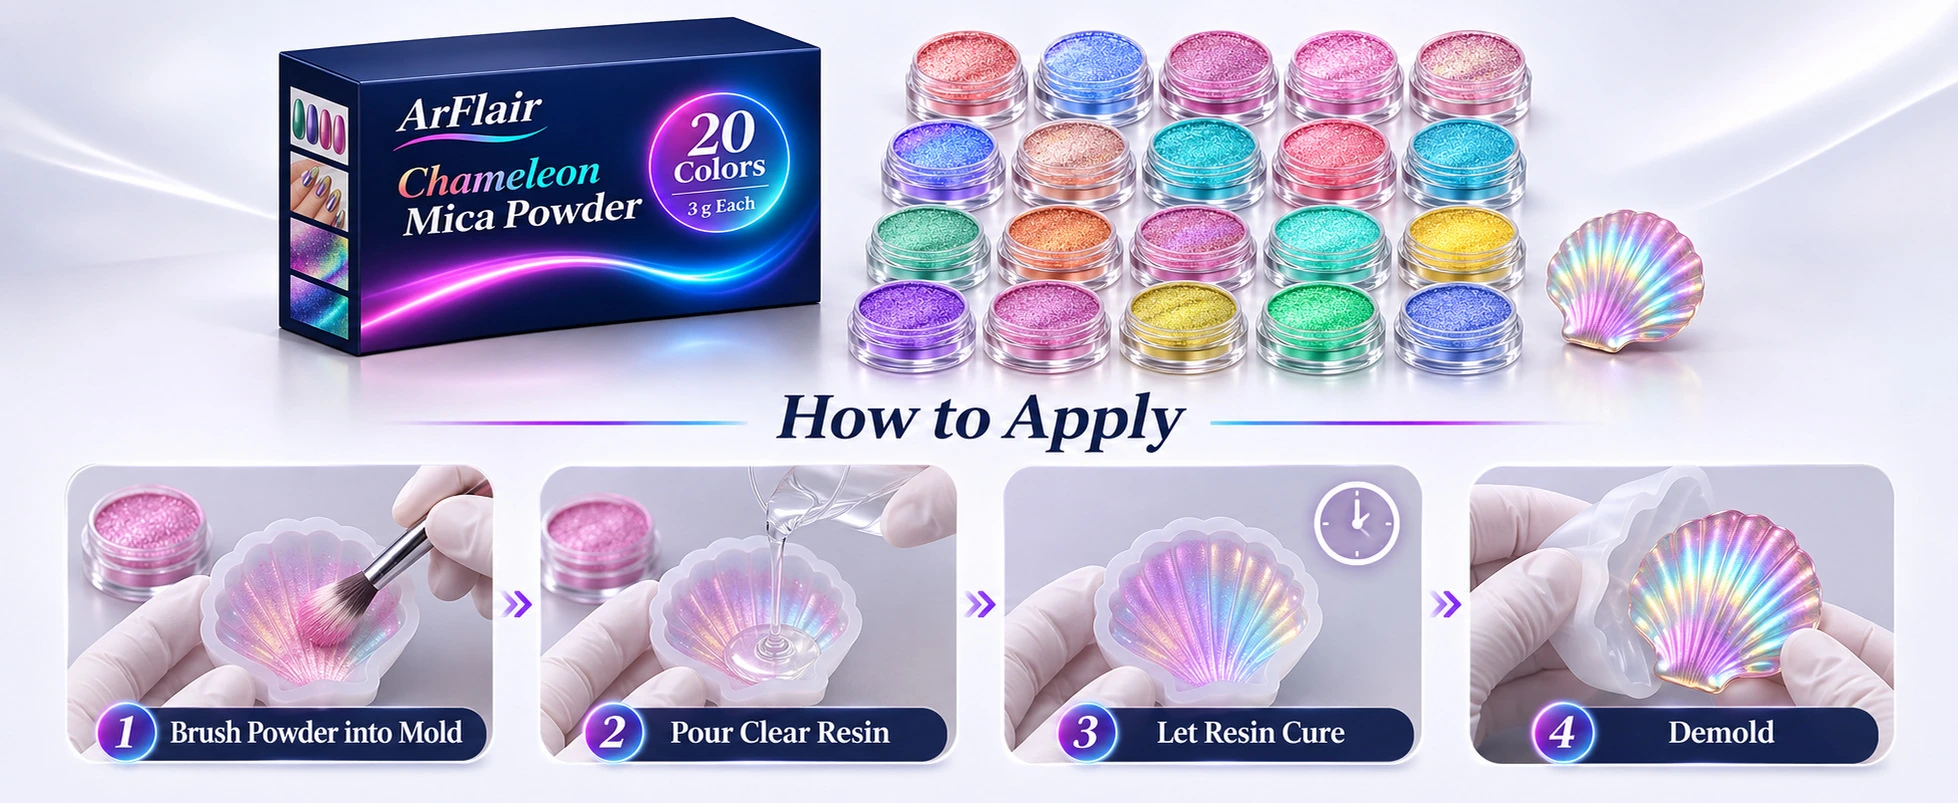 ArFlair
Chameleon
Mica Powder
20
Colors
3 g Each
How to Apply
1 Brush Powder into Mold
2 Pour Clear Resin
3 Let Resin Cure
4 Demold